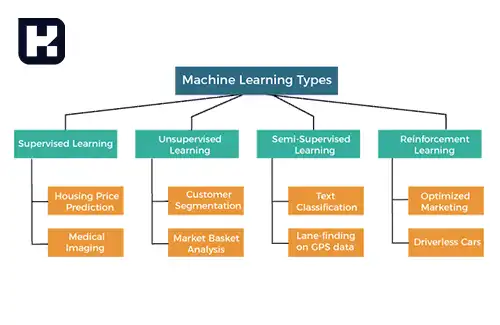 Machine Learning Types
Supervised Learning
Unsupervised
Learning
Semi-Supervised
Learning
Reinforcement
Learning
Housing Price
Prediction
Customer
Segmentation
Text
Classification
Optimized
Marketing
Medical
Imaging
Market Basket
Analysis
Lane-finding
on GPS data
Driverless Cars